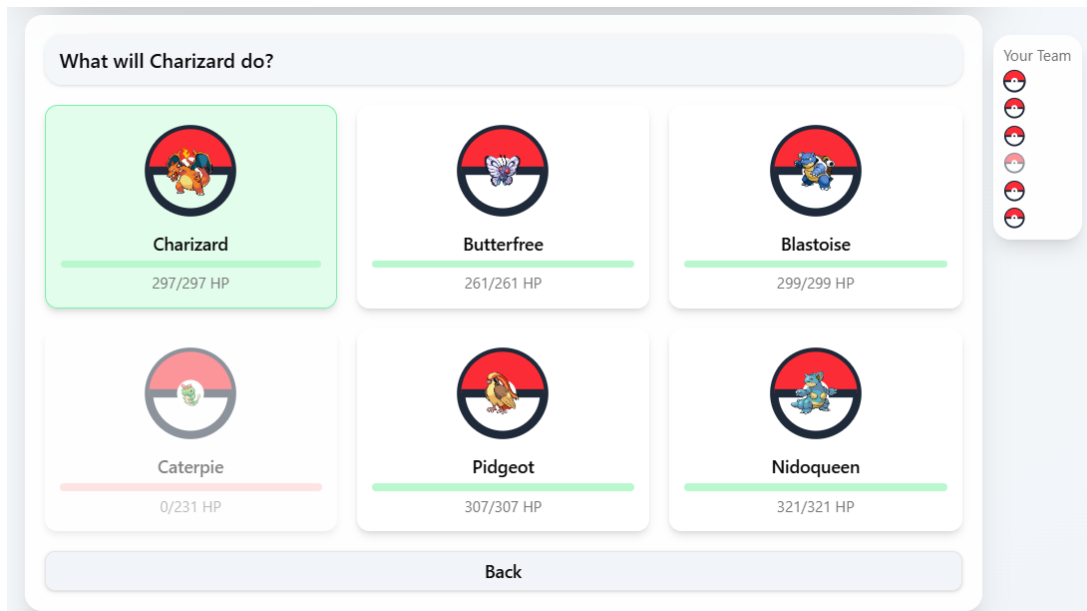 What will Charizard do?
Your Team
Charizard
297/297 HP
Butterfree
261/261 HP
Blastoise
299/299 HP
Caterpie
0/231 HP
Pidgeot
307/307 HP
Nidoqueen
321/321 HP
Back